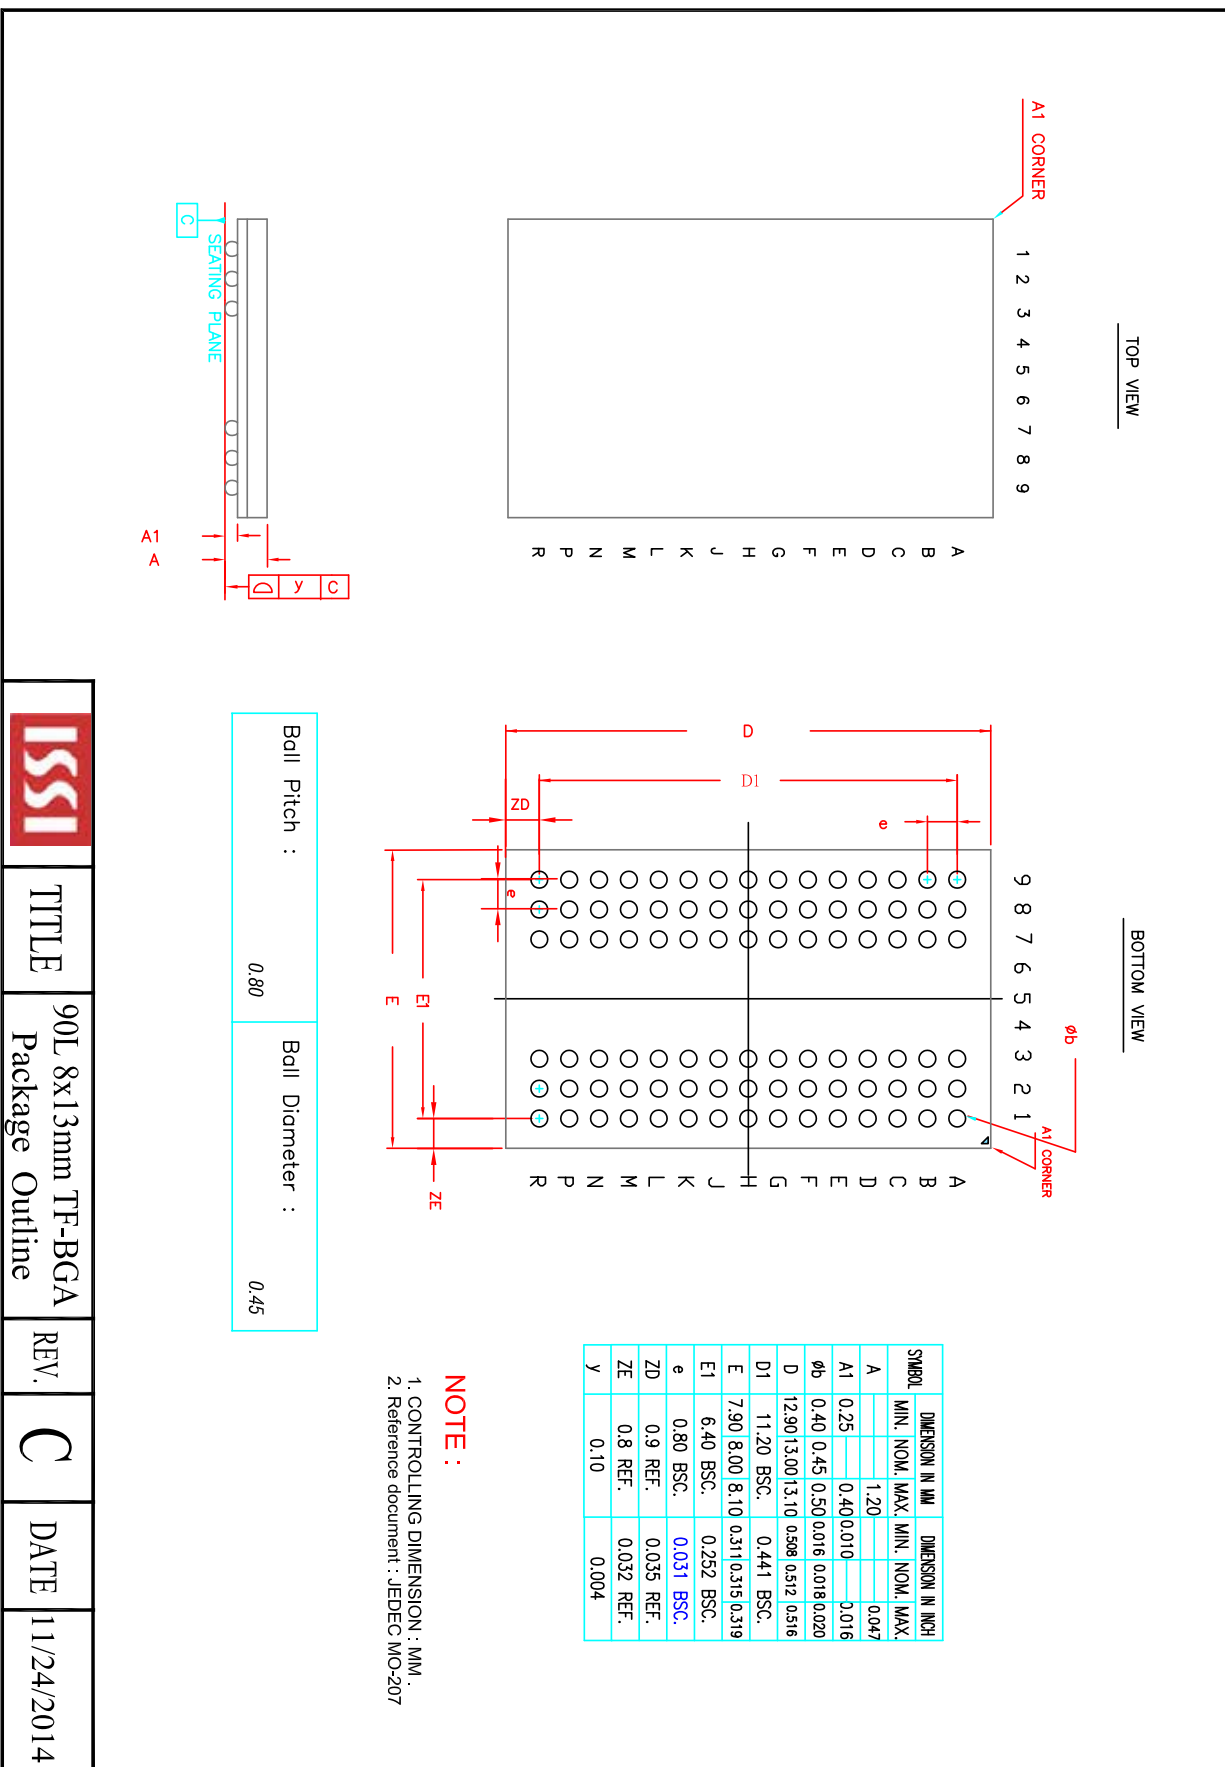 TOP VIEW
A1 CORNER
1 2 3 4 5 6 7 8 9
A
B
C
D
E
F
G
H
J
K
L
M
N
P
R
C
SEATING PLANE
A1
A
y C
BOTTOM VIEW
øb
A1 CORNER
9 8 7 6 5 4 3 2 1
A
B
C
D
E
F
G
H
J
K
L
M
N
P
R
D
D1
ZD
e
e
E1
E
ZE
SYMBOL DIMENSION IN MM DIMENSION IN INCH
MIN. NOM. MAX. MIN. NOM. MAX.
A 1.20 0.047
A1 0.25 0.40 0.010 0.016
øb 0.40 0.45 0.50 0.016 0.018 0.020
D 12.90 13.00 13.10 0.508 0.512 0.516
D1 11.20 BSC. 0.441 BSC.
E 7.90 8.00 8.10 0.311 0.315 0.319
E1 6.40 BSC. 0.252 BSC.
e 0.80 BSC. 0.031 BSC.
ZD 0.9 REF. 0.035 REF.
ZE 0.8 REF. 0.032 REF.
y 0.10 0.004
NOTE :
1. CONTROLLING DIMENSION : MM .
2. Reference document : JEDEC MO-207
Ball Pitch :
0.80
Ball Diameter :
0.45
ISSI
TITLE
90L 8x13mm TF-BGA
Package Outline
REV.
C
DATE
11/24/2014